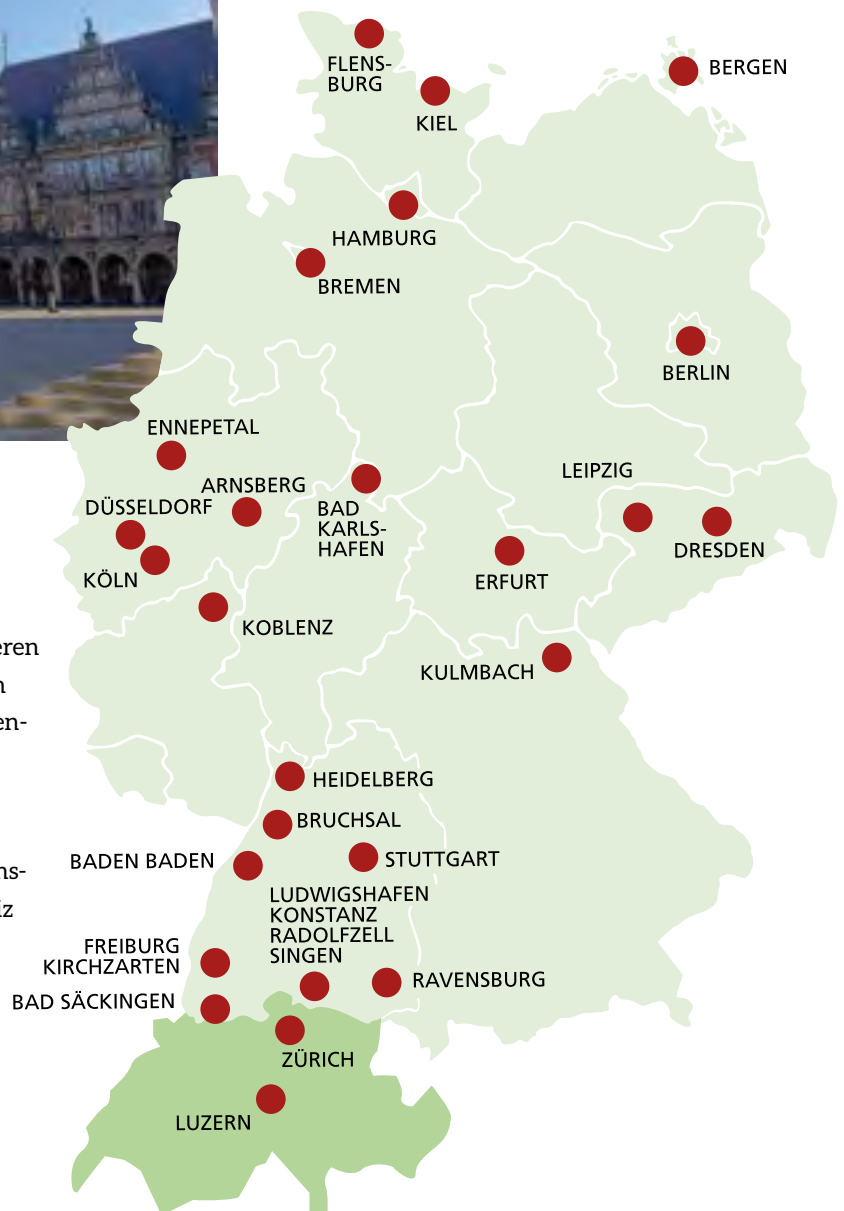 FLENS-
BURG
BERGEN
KIEL
HAMBURG
BREMEN
BERLIN
ENNEPETAL
ARNSBERG
LEIPZIG
DÜSSELDORF
BAD
KARLS-
HAFEN
DRESDEN
KÖLN
ERFURT
KOBLENZ
KULMBACH
eren
n
en-
HEIDELBERG
BRUCHSAL
BADEN BADEN
STUTTGART
ns-
iz
LUDWIGSHAFEN
KONSTANZ
RADOLFZELL
SINGEN
FREIBURG
KIRCHZARTEN
RAVENSBURG
BAD SÄCKINGEN
ZÜRICH
LUZERN